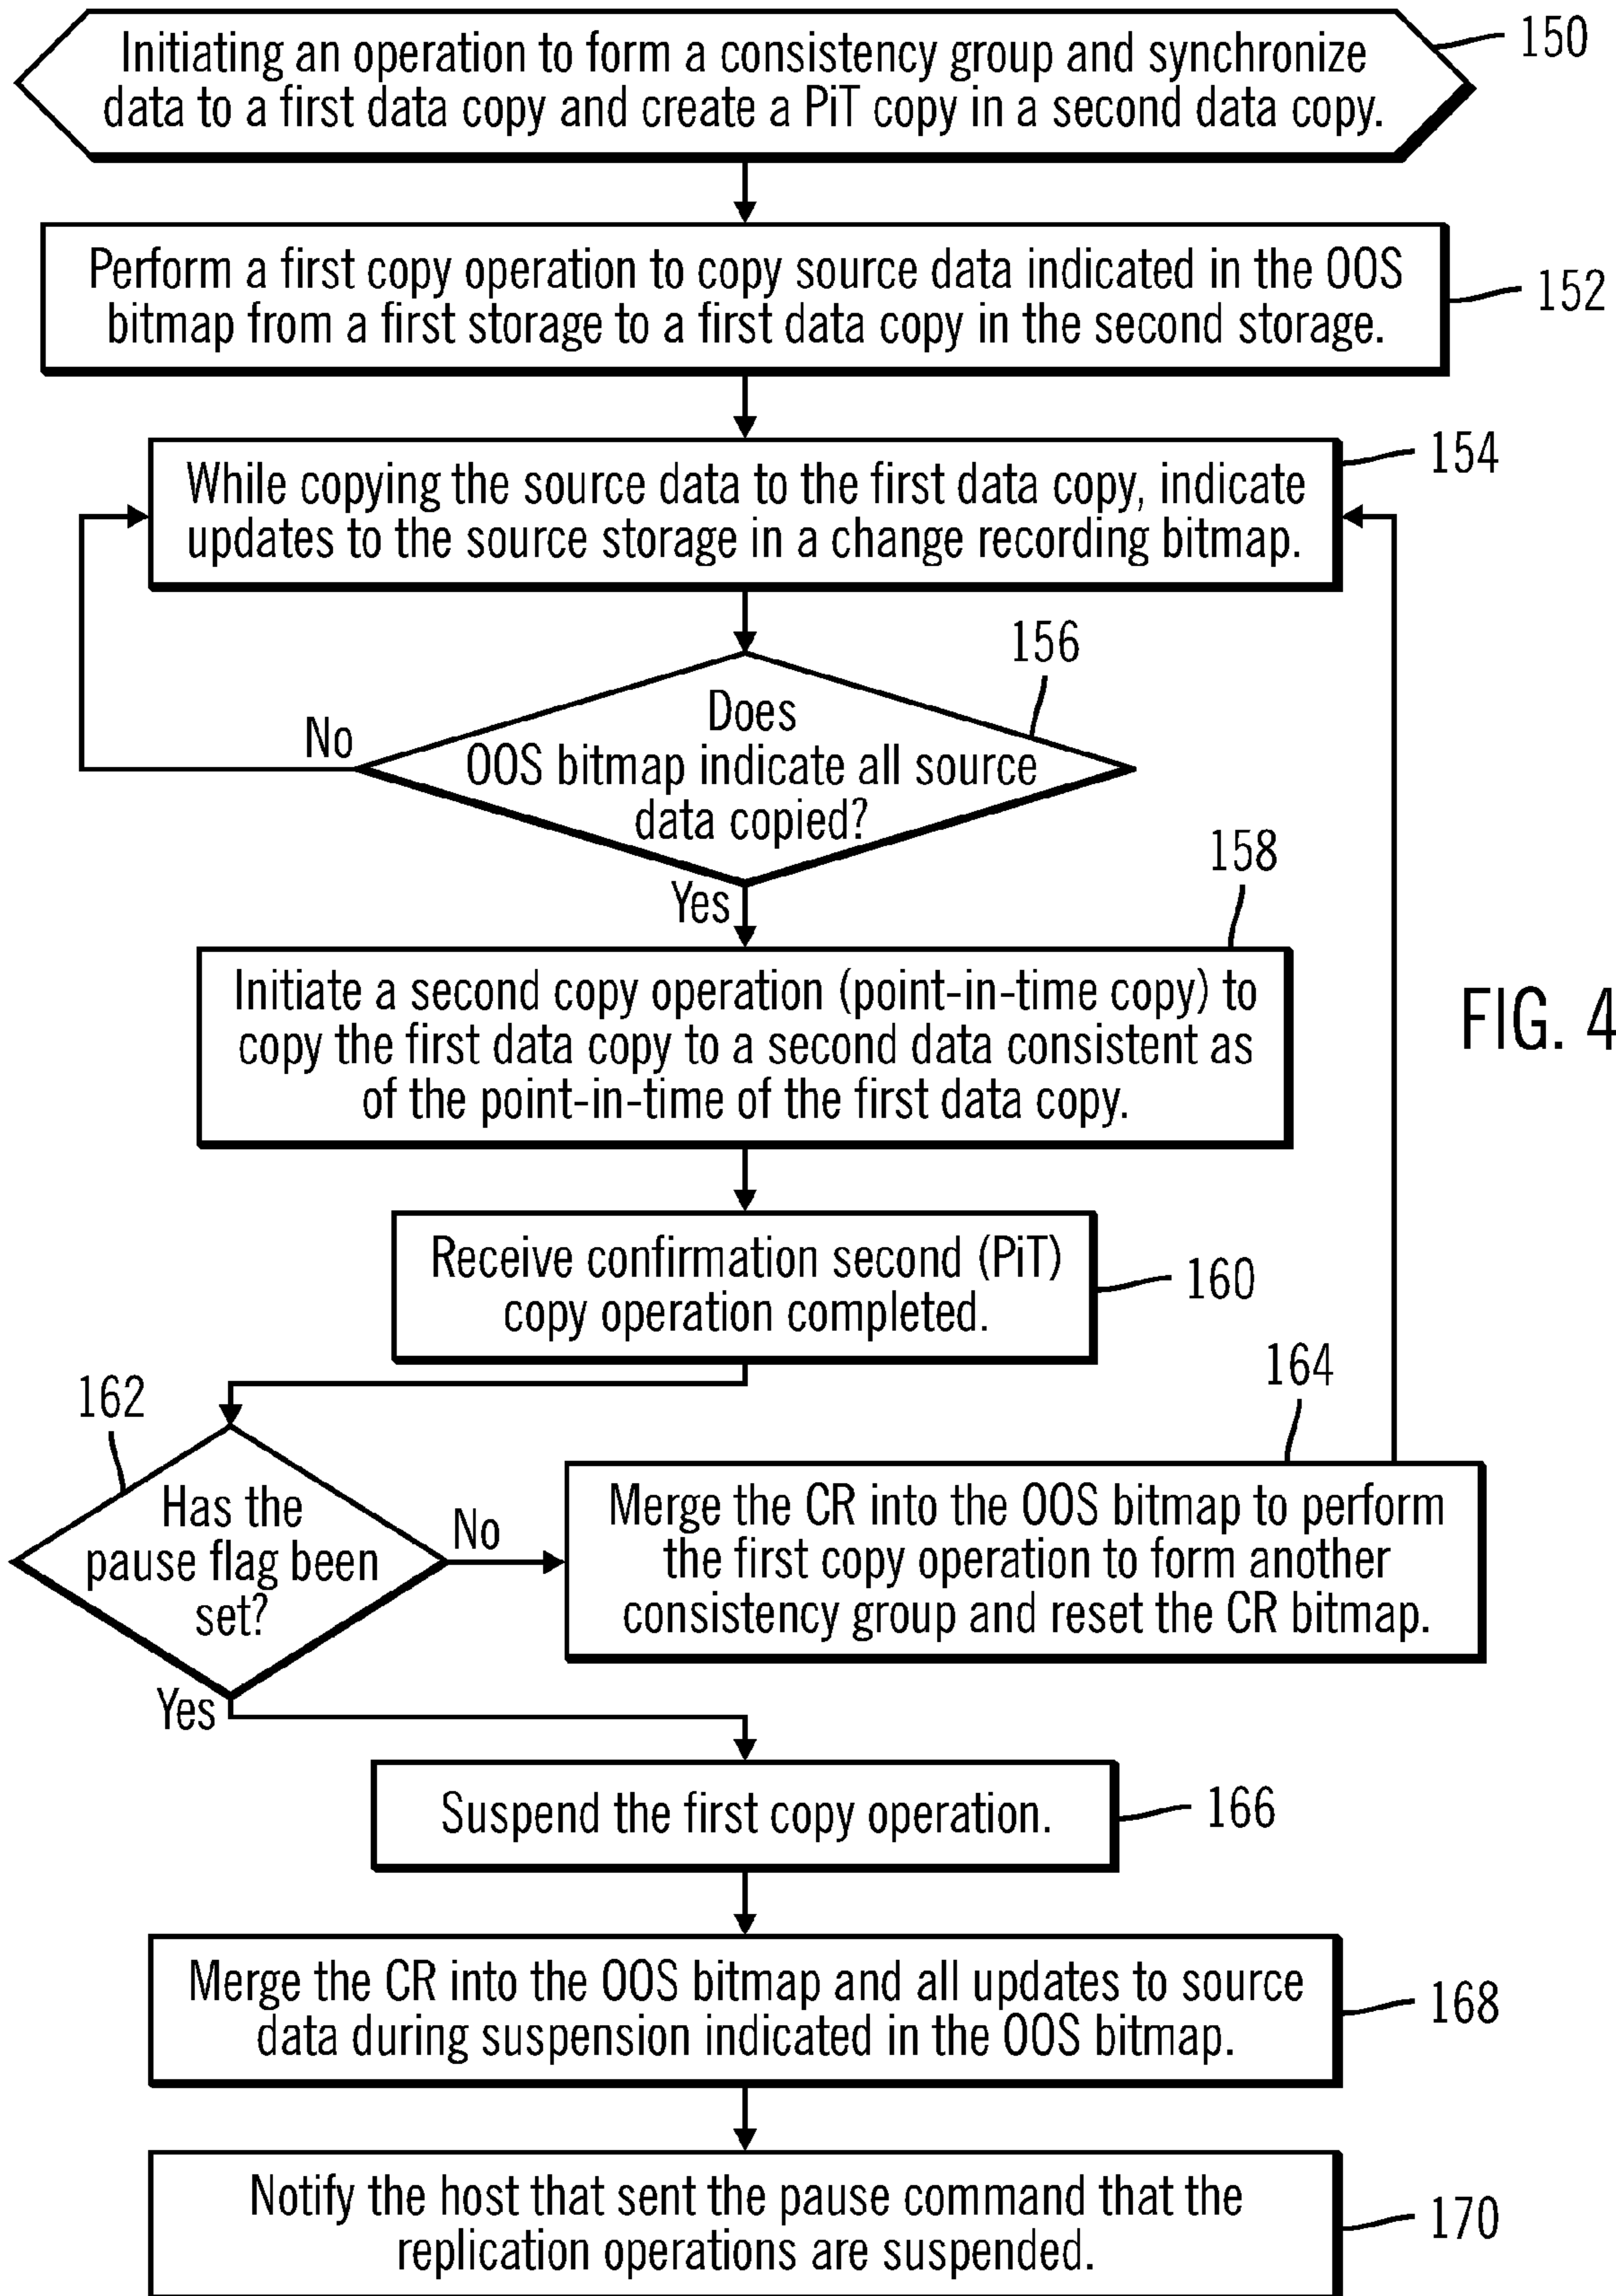 Initiating an operation to form a consistency group and synchronize
data to a first data copy and create a PiT copy in a second data copy.
150
Perform a first copy operation to copy source data indicated in the OOS
bitmap from a first storage to a first data copy in the second storage.
152
While copying the source data to the first data copy, indicate
updates to the source storage in a change recording bitmap.
154
156
Does
OOS bitmap indicate all source
data copied?
No
Yes
158
Initiate a second copy operation (point-in-time copy) to
copy the first data copy to a second data consistent as
of the point-in-time of the first data copy.
FIG. 4
Receive confirmation second (PiT)
copy operation completed.
160
162
Has the
pause flag been
set?
No
Yes
164
Merge the CR into the OOS bitmap to perform
the first copy operation to form another
consistency group and reset the CR bitmap.
Suspend the first copy operation.
166
Merge the CR into the OOS bitmap and all updates to source
data during suspension indicated in the OOS bitmap.
168
Notify the host that sent the pause command that the
replication operations are suspended.
170